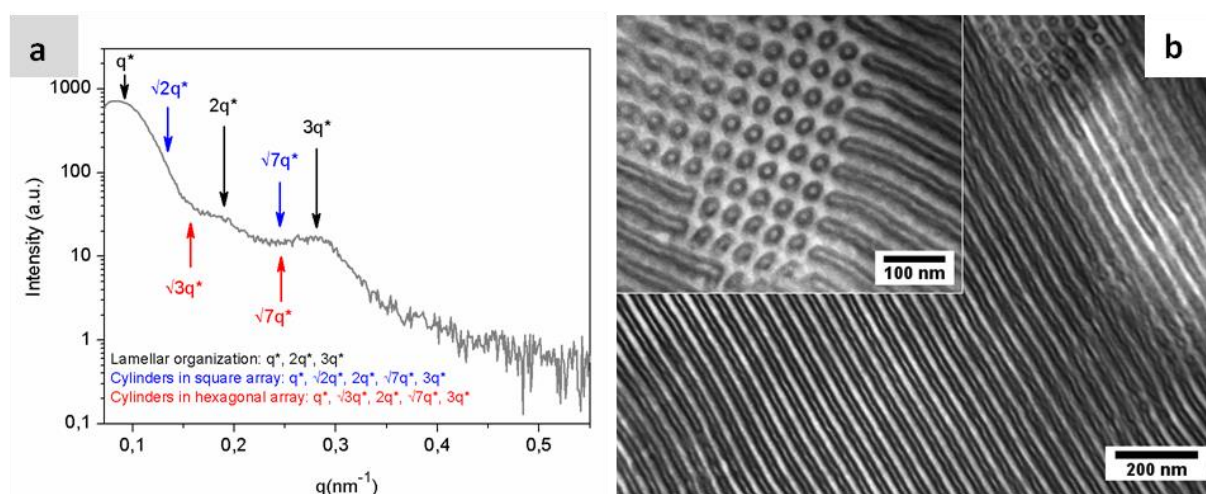 a
q*
√2q*
2q*
√7q*
3q*
√3q*
√7q*
Intensity (a.u.)
1000
100
10
1
0,1
Lamellar organization: q*, 2q*, 3q*
Cylinders in square array: q*, √2q*, 2q*, √7q*, 3q*
Cylinders in hexagonal array: q*, √3q*, 2q*, √7q*, 3q*
0,1 0,2 0,3 0,4 0,5
q(nm⁻¹)
b
100 nm
200 nm